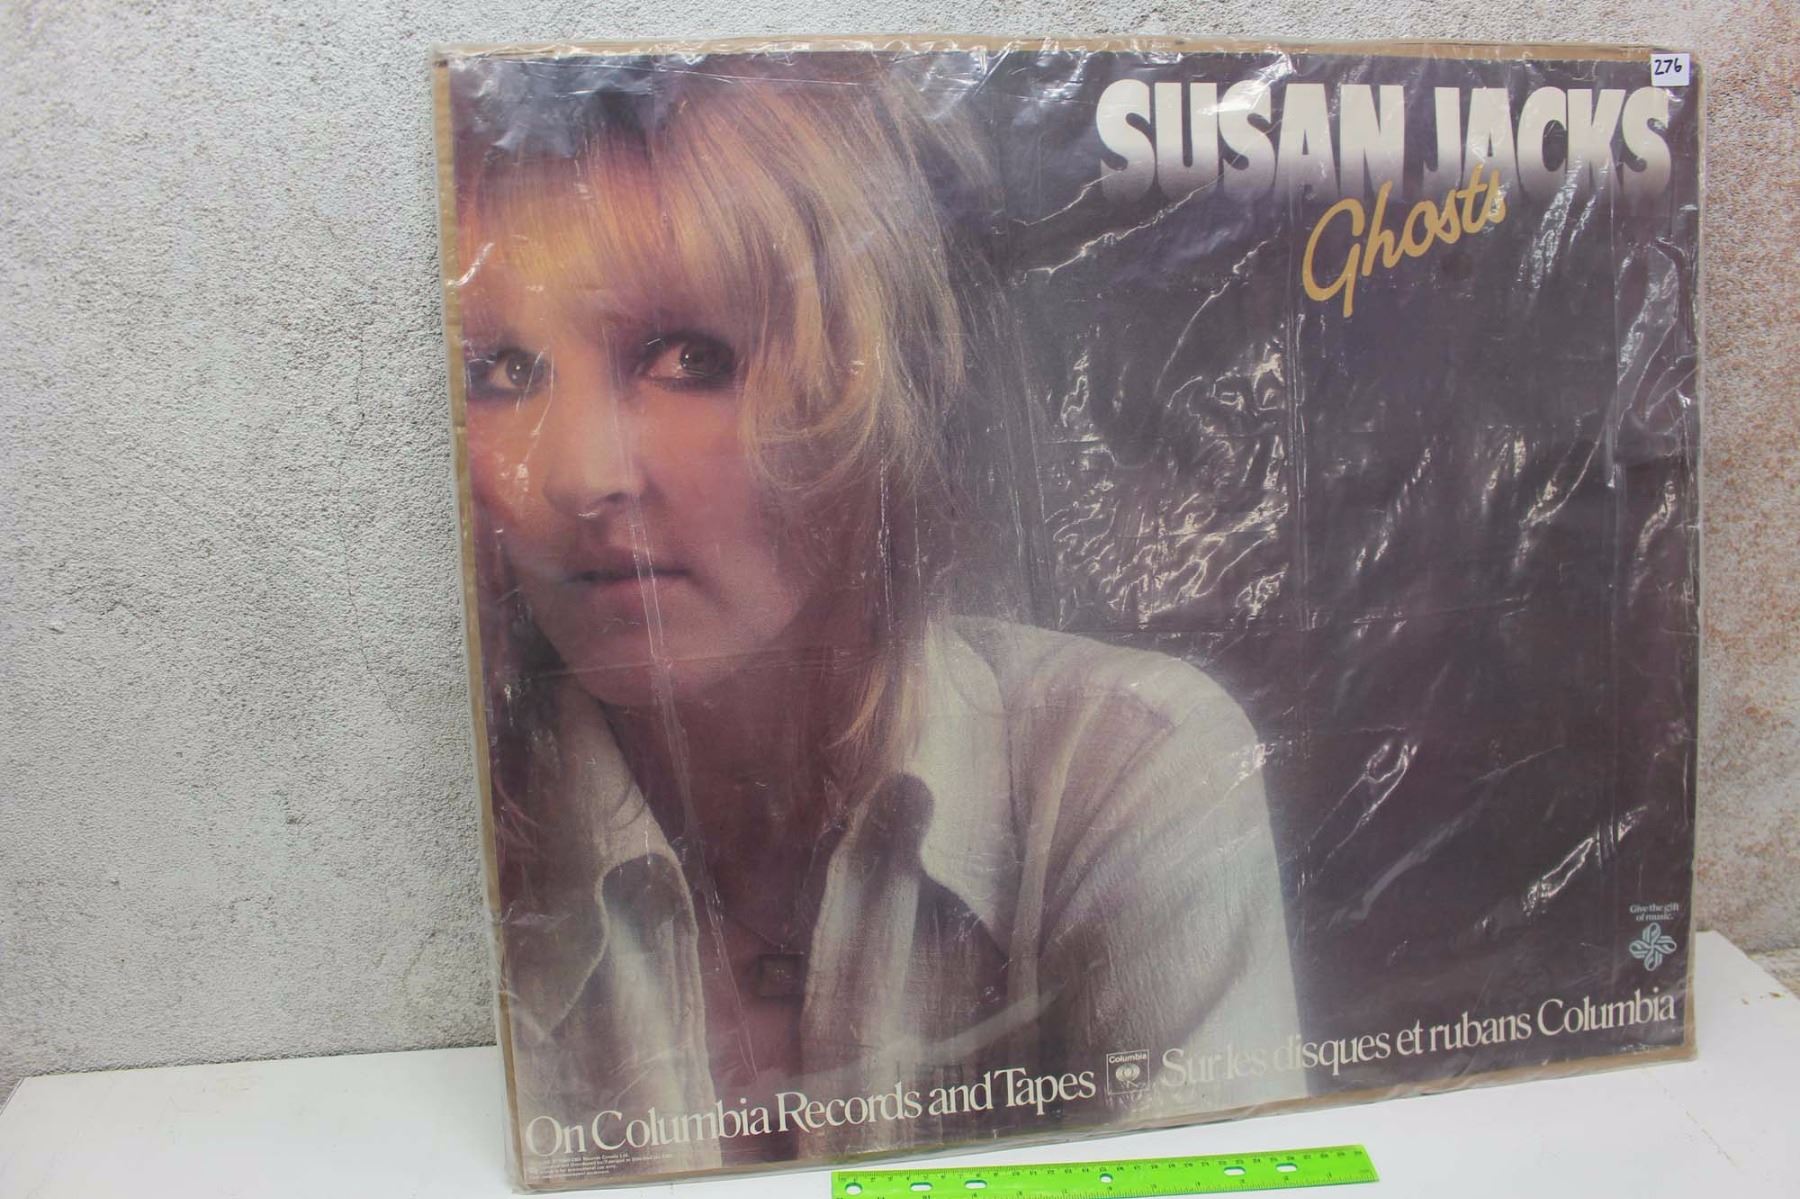 276
SUSAN JACKS
Ghosts
Give the gift
of music.
On Columbia Records and Tapes
Columbia
Sur les disques et rubans Columbia